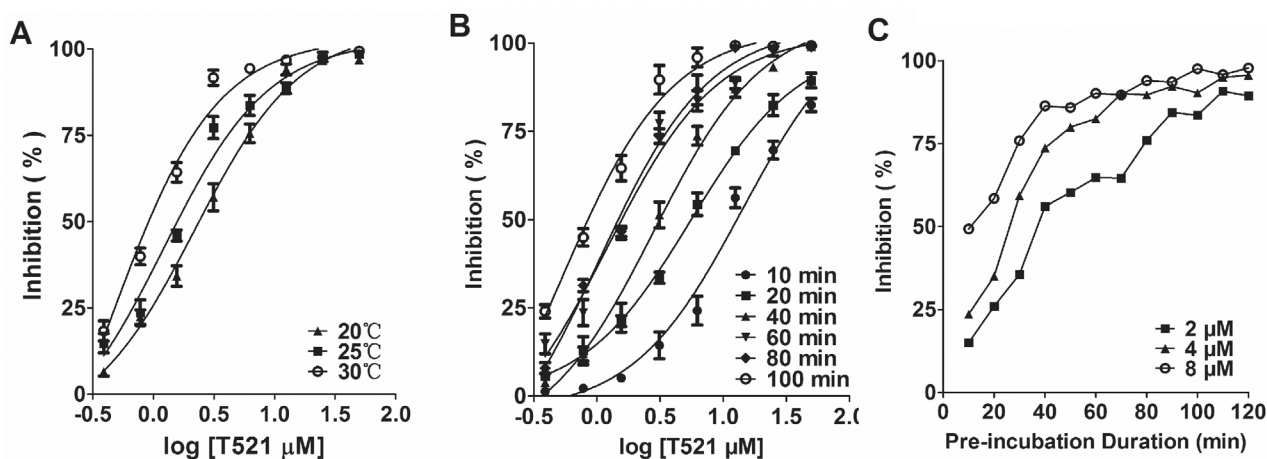 A
Inhibition (%)
100
75
50
25
0
-0.5
0.0
0.5
1.0
1.5
2.0
log [T521 μM]
20℃
25℃
30℃
B
Inhibition (%)
100
75
50
25
0
-0.5
0.0
0.5
1.0
1.5
2.0
log [T521 μM]
10 min
20 min
40 min
60 min
80 min
100 min
C
Inhibition (%)
100
75
50
25
0
0
20
40
60
80
100
120
Pre-incubation Duration (min)
2 μM
4 μM
8 μM